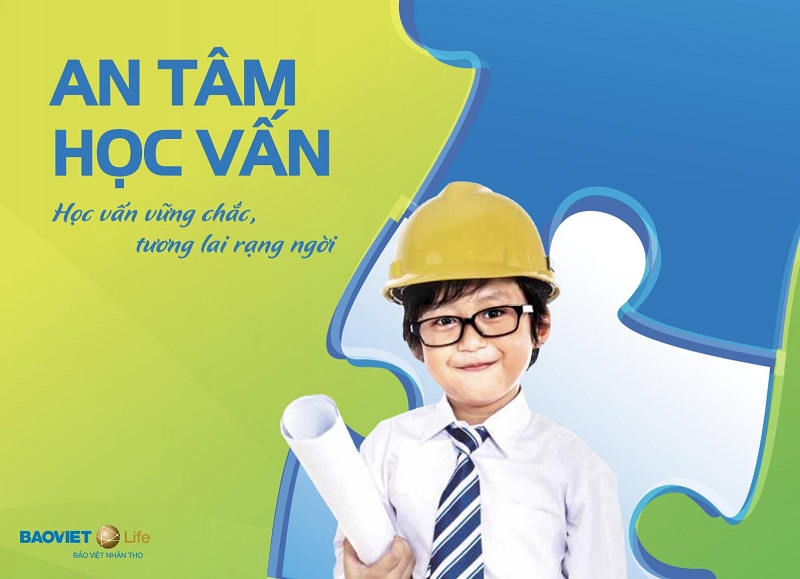 AN TÂM
HỌC VẤN
Học vấn vững chắc,
tương lai rạng ngời
BAOVIET Life
BẢO VIỆT NHÂN THỌ